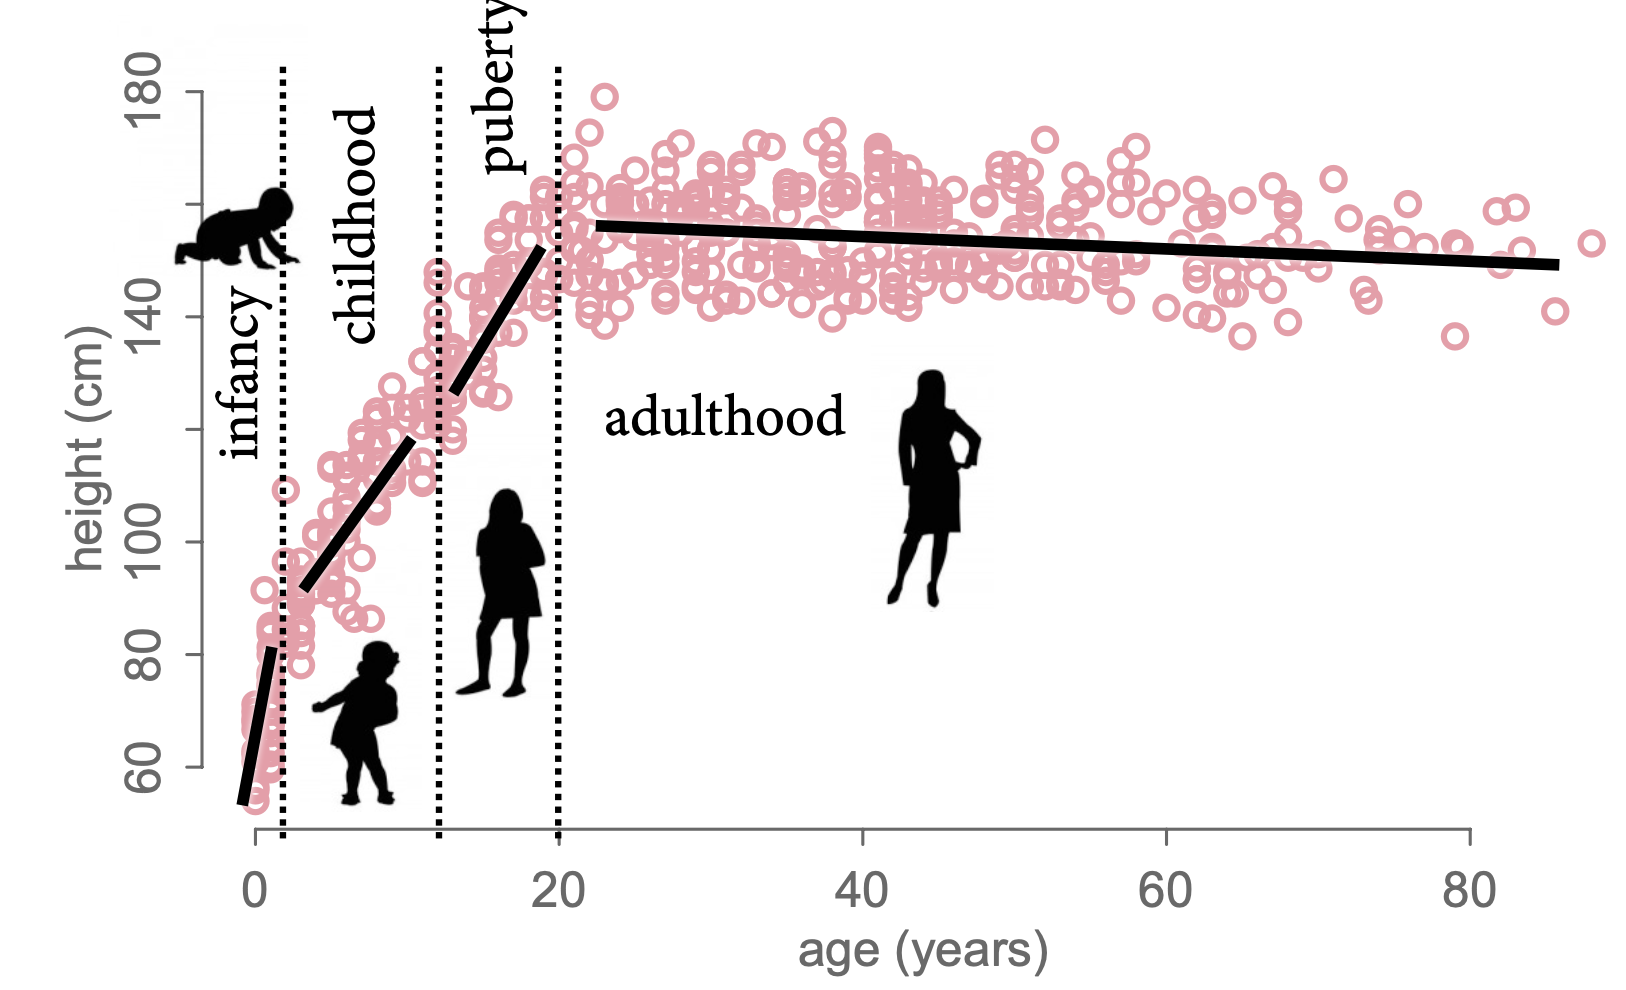 puberty
childhood
infancy
adulthood
height (cm)
180
140
100
80
60
0 20 40 60 80
age (years)